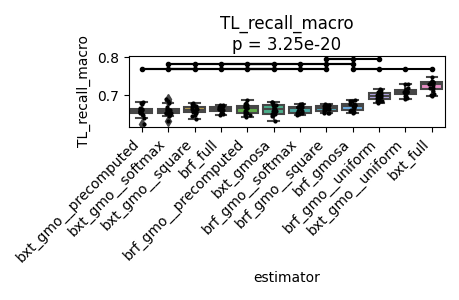 TL_recall_macro
p = 3.25e-20
TL_recall_macro
0.8
0.7
bxt_gmo__precomputed
bxt_gmo__softmax
bxt_gmo__square
brf_full
brf_gmo__precomputed
bxt_gmosa
brf_gmo__softmax
brf_gmo__square
brf_gmosa
brf_gmo__uniform
bxt_gmo__uniform
bxt_full
estimator